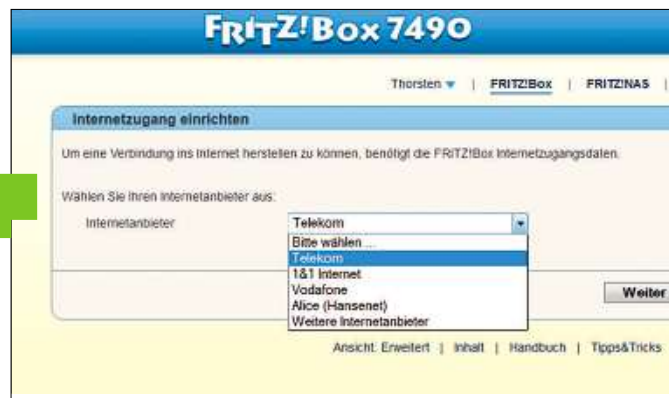 FRITZ!Box 7490
Thorsten | FRITZ!Box | FRITZ!NAS |
Internetzugang einrichten
Um eine Verbindung ins Internet herstellen zu können, benötigt die FRITZ!Box Internetzugangsdaten.
Wählen Sie Ihren Internetanbieter aus:
Internetanbieter Telekom
Bitte wählen ...
Telekom
1&1 Internet
Vodafone
Alice (Hansenet)
Weitere Internetanbieter
Weiter
Ansicht: Erweitert | Inhalt | Handbuch | Tipps&Tricks